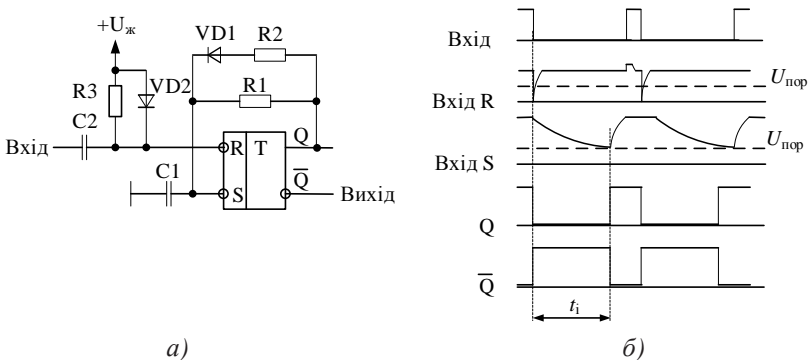 +Uж
VD1
R2
R3
VD2
R1
C2
Вхід
R
T
Q
C1
S
Q̅
Вихід
а)
Вхід
Uпор
Вхід R
Uпор
Вхід S
Q
Q̅
tі
б)